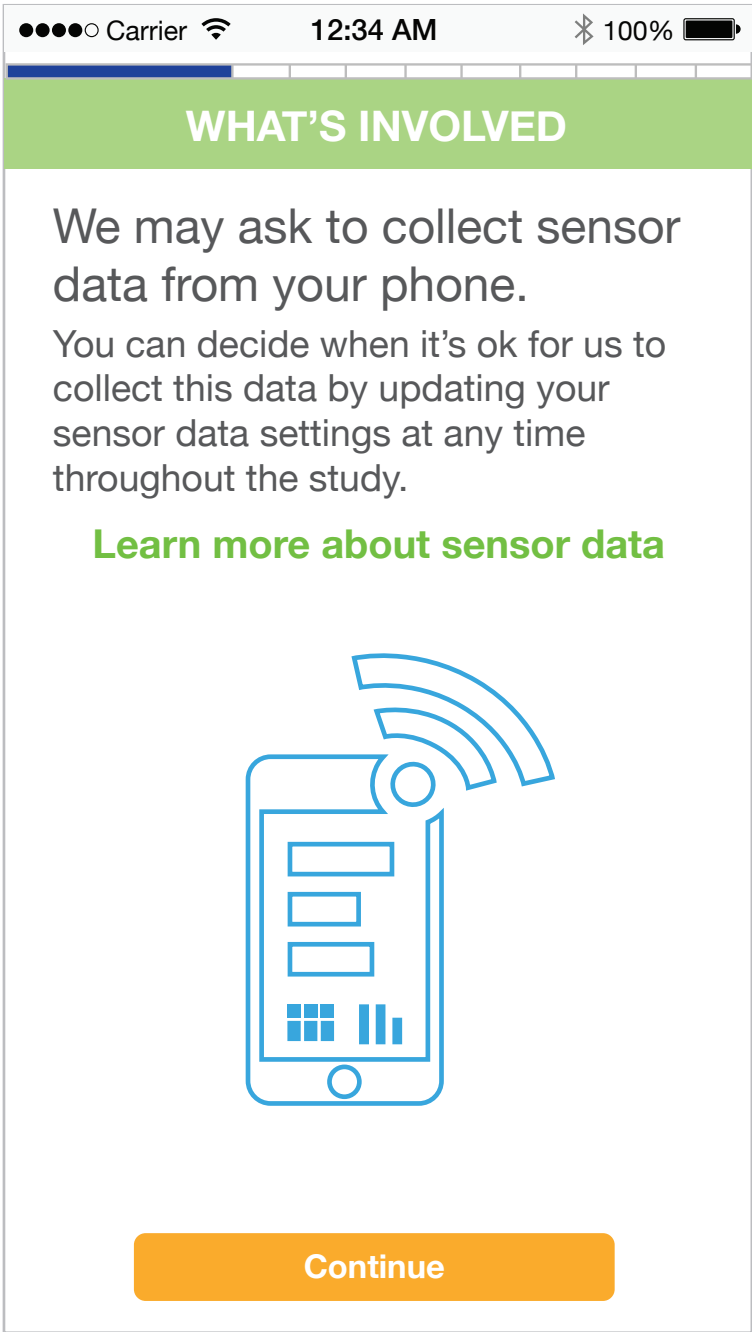 Carrier 12:34 AM 100%
WHAT’S INVOLVED
We may ask to collect sensor
data from your phone.
You can decide when it’s ok for us to
collect this data by updating your
sensor data settings at any time
throughout the study.
Learn more about sensor data
Continue